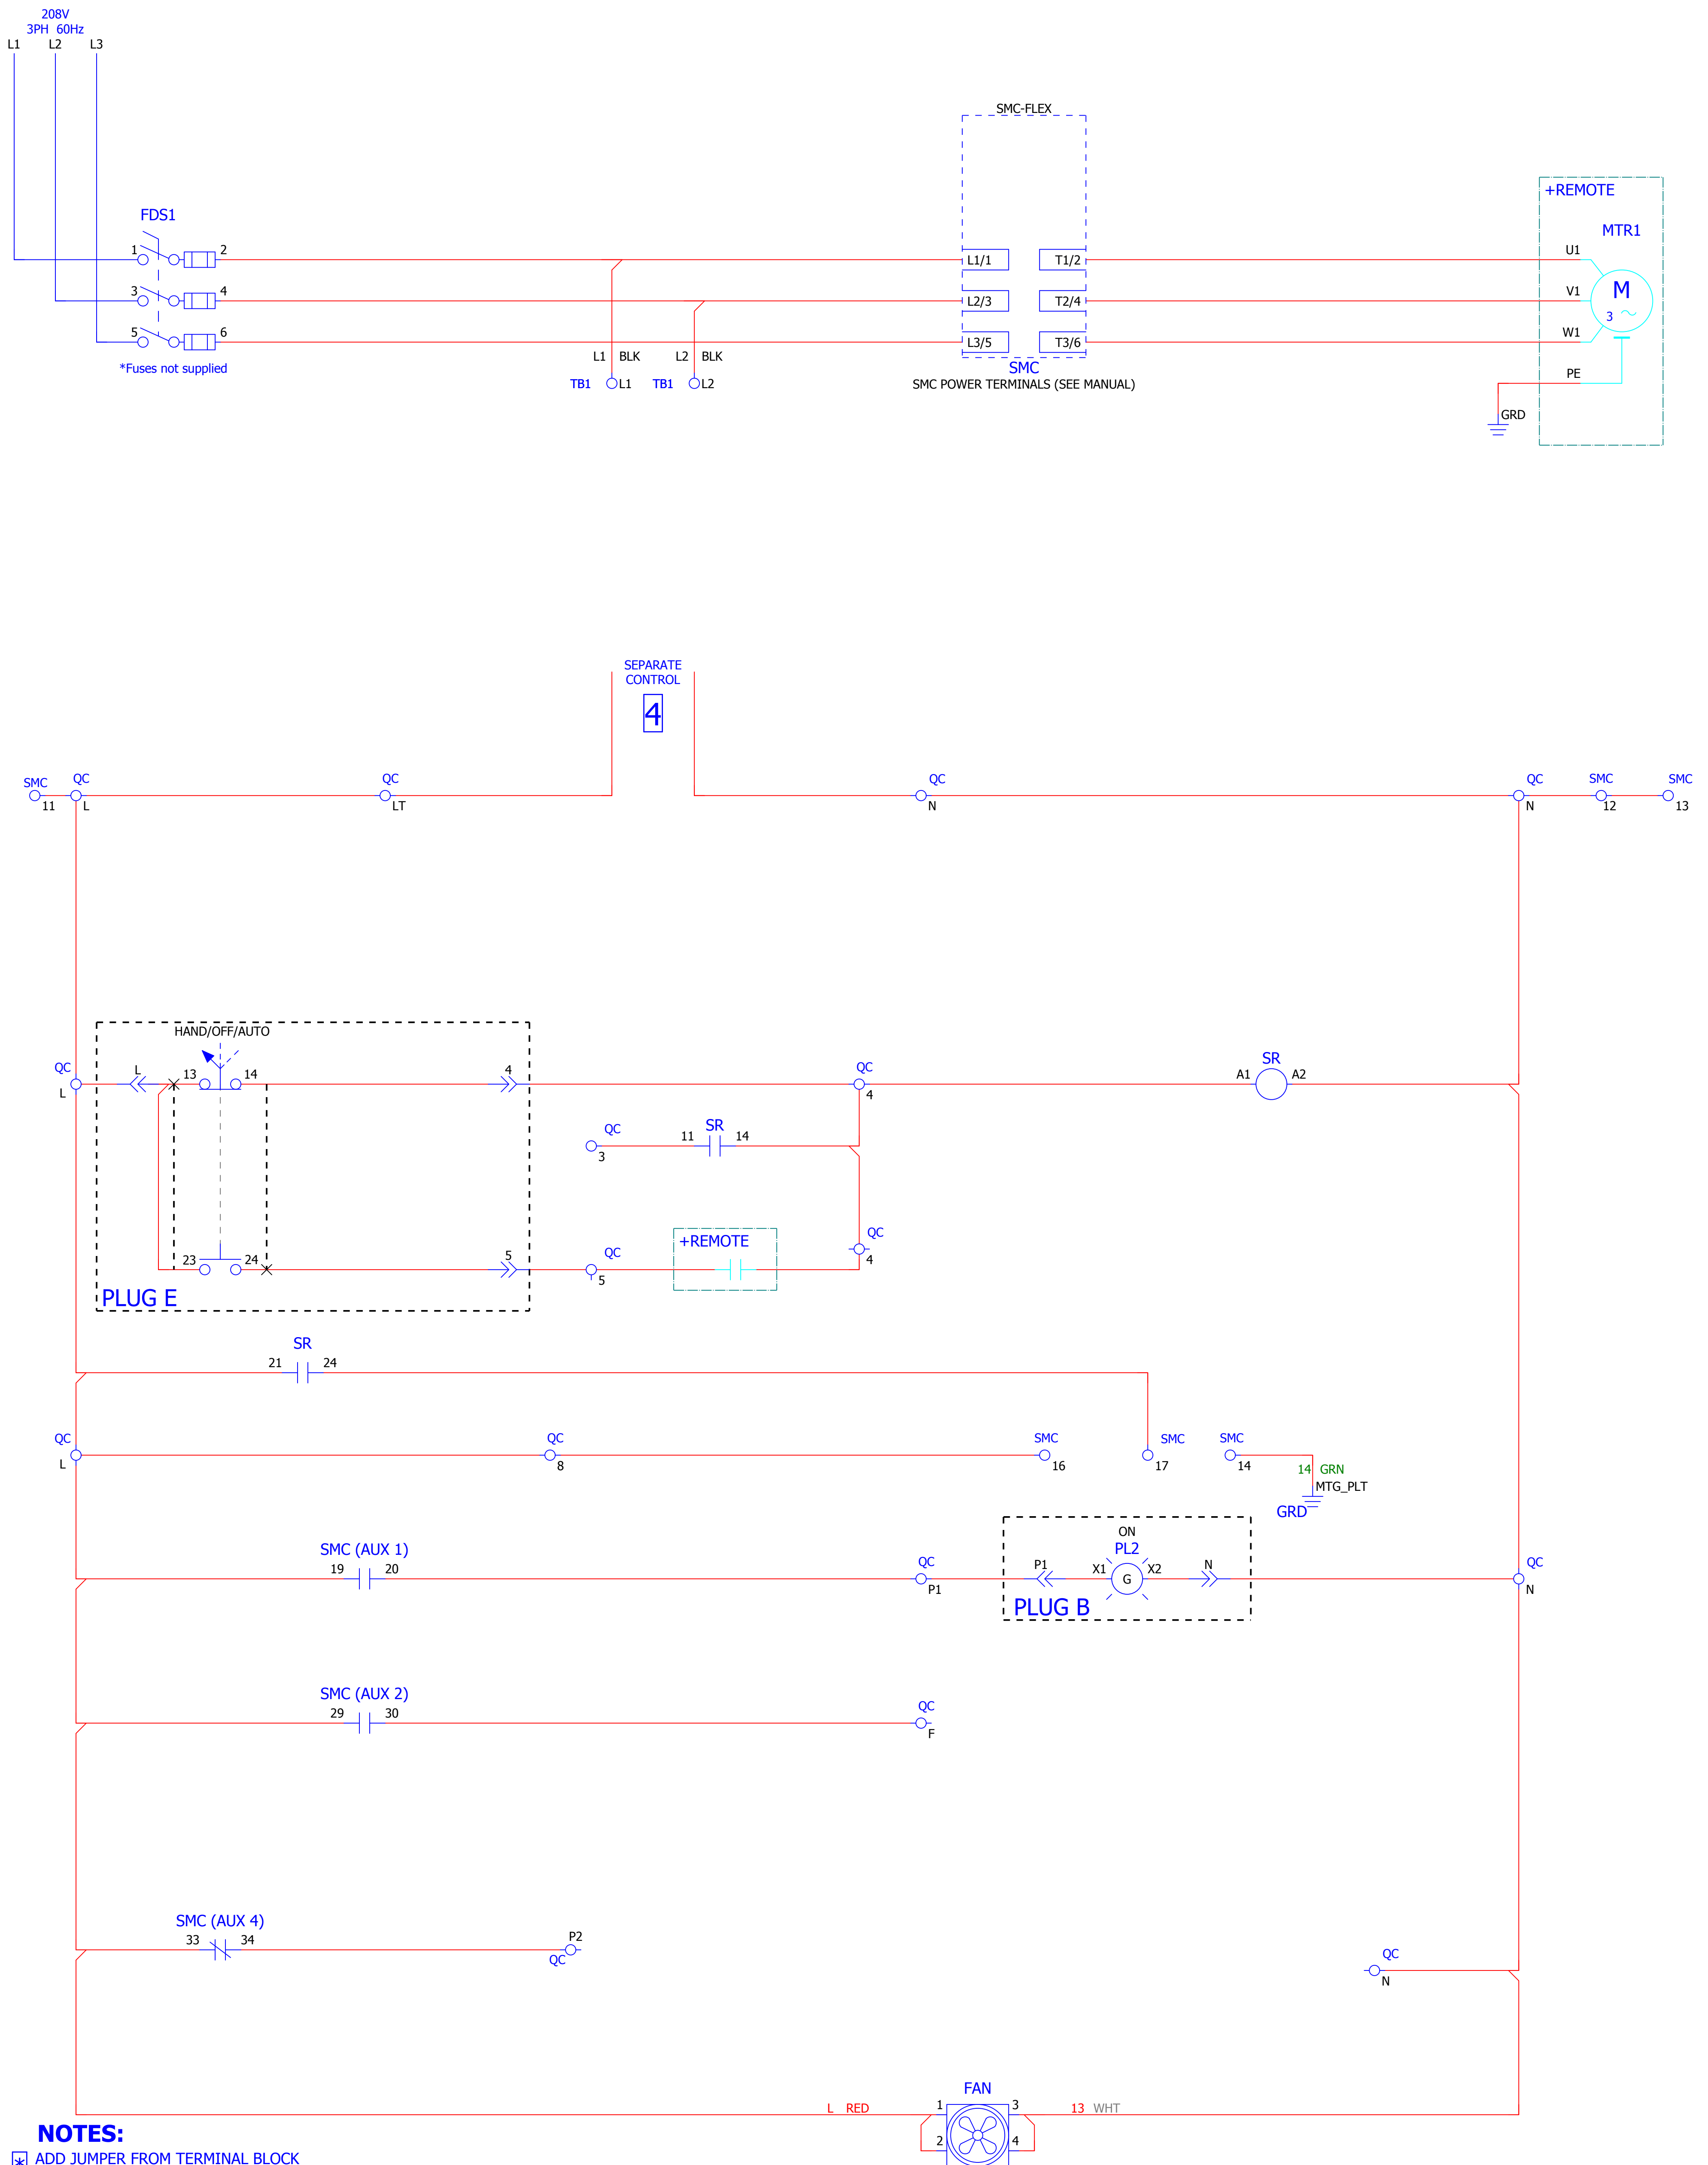 208V
3PH 60Hz
L1 L2 L3
SMC-FLEX
+REMOTE
FDS1
MTR1
1 2
L1/1 T1/2
U1
3 4
L2/3 T2/4
V1
M
3
5 6
L3/5 T3/6
W1
*Fuses not supplied
L1 BLK L2 BLK
SMC
TB1 L1 TB1 L2
SMC POWER TERMINALS (SEE MANUAL)
PE
GRD
SEPARATE
CONTROL
4
SMC QC QC QC QC SMC SMC
11 L LT N N 12 13
HAND/OFF/AUTO
QC L 13 14 4 QC SR
A1 A2
L 4
QC SR
11 14
3
QC
+REMOTE
23 24 5 QC
4
5
PLUG E
SR
21 24
QC QC SMC SMC SMC
L 8 16 17 14
14 GRN
MTG_PLT
GRD
ON
SMC (AUX 1)
PL2
19 20 QC P1 X1 X2 N QC
G
P1 N
PLUG B
SMC (AUX 2)
29 30 QC
F
SMC (AUX 4)
33 34 P2
QC
QC
N
FAN
L RED 1 3 13 WHT
NOTES:
2 4
* ADD JUMPER FROM TERMINAL BLOCK